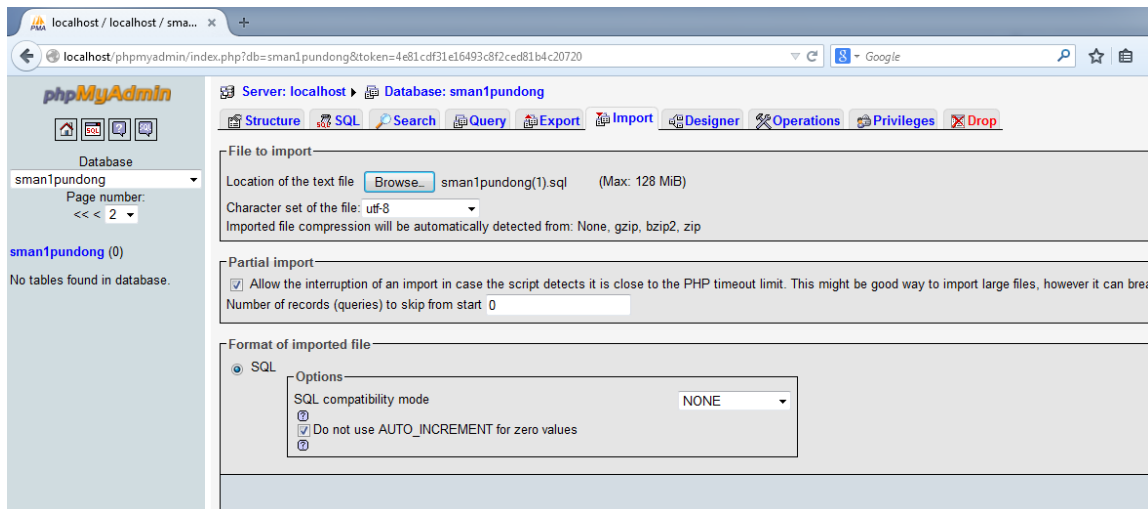 localhost / localhost / sma... × +
localhost/phpmyadmin/index.php?db=sman1pundong&token=4e81cdf31e16493c8f2ced81b4c20720
8 Google
phpMyAdmin
SQL
Database
sman1pundong
Page number:
<< < 2
sman1pundong (0)
No tables found in database.
Server: localhost Database: sman1pundong
Structure SQL Search Query Export Import Designer Operations Privileges Drop
File to import
Location of the text file Browse... sman1pundong(1).sql (Max: 128 MiB)
Character set of the file: utf-8
Imported file compression will be automatically detected from: None, gzip, bzip2, zip
Partial import
Allow the interruption of an import in case the script detects it is close to the PHP timeout limit. This might be good way to import large files, however it can brea
Number of records (queries) to skip from start 0
Format of imported file
SQL
Options
SQL compatibility mode NONE
Do not use AUTO_INCREMENT for zero values